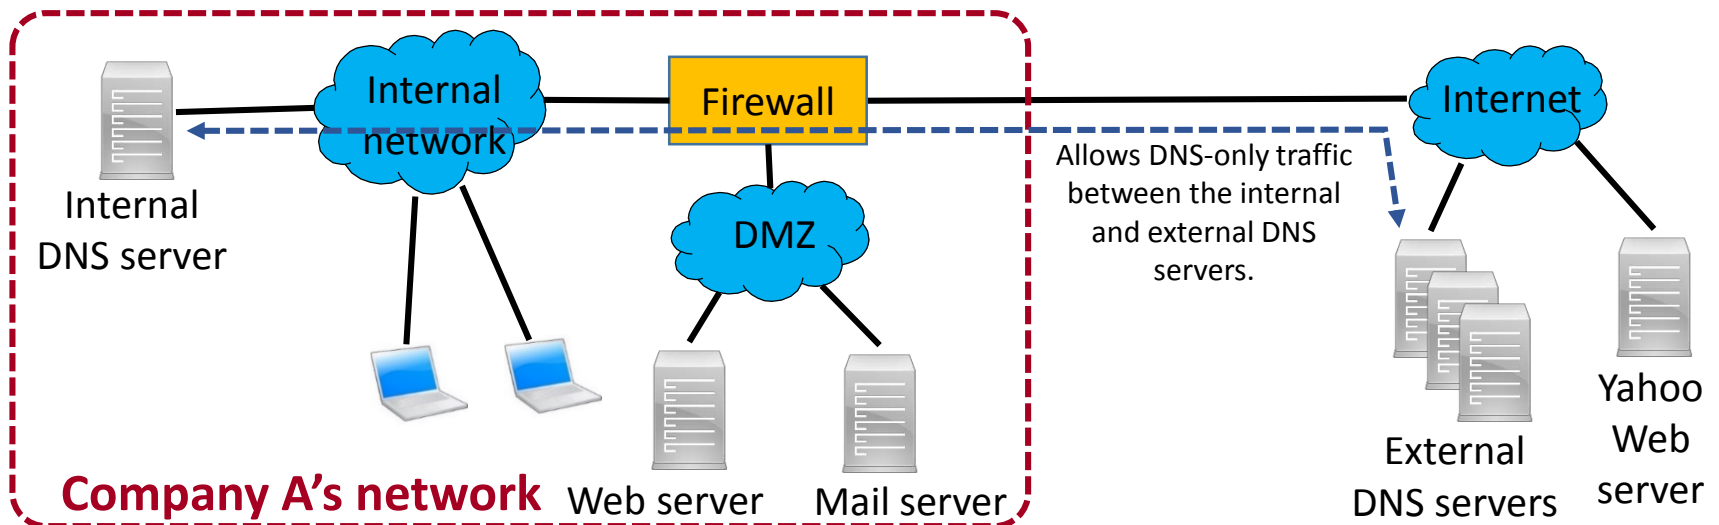 Internal
network
Firewall
Internet
Allows DNS-only traffic
between the internal
and external DNS
servers.
Internal
DNS server
DMZ
Yahoo
Web
server
External
DNS servers
Company A's network
Web server
Mail server